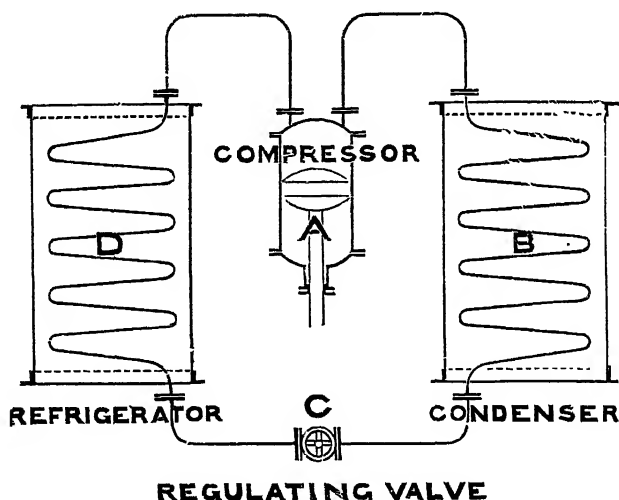 COMPRESSOR
A
D
B
C
REFRIGERATOR
CONDENSER
REGULATING VALVE